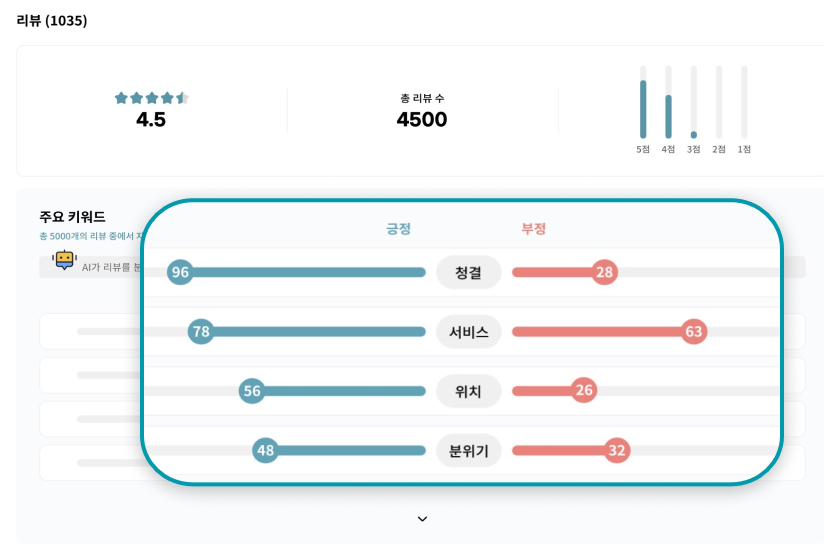 리뷰 (1035)
4.5
총 리뷰 수
4500
5점 4점 3점 2점 1점
주요 키워드
총 5000개의 리뷰 중에서
AI가 리뷰를
긍정 부정
96 청결 28
78 서비스 63
56 위치 26
48 분위기 32